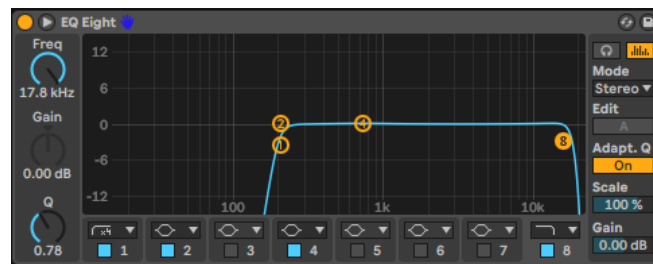 EQ Eight
Freq
17.8 kHz
Gain
0.00 dB
Q
0.78
12
6
0
-6
-12
100
1k
10k
2
1
4
8
x4
1
2
3
4
5
6
7
8
Mode
Stereo
Edit
A
Adapt. Q
On
Scale
100 %
Gain
0.00 dB